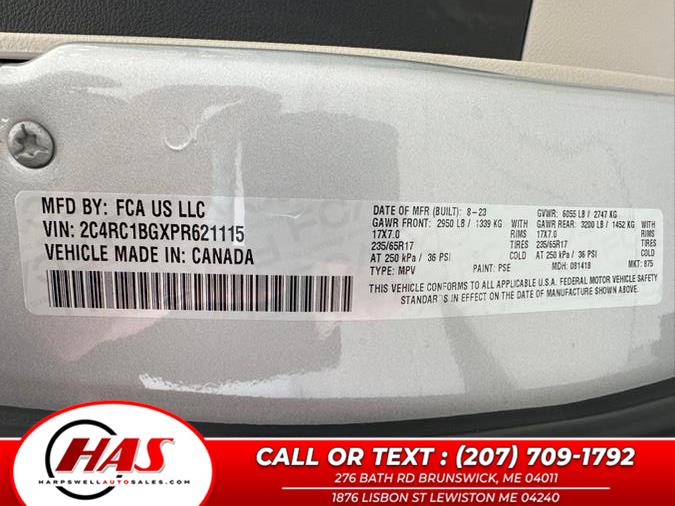 MFD BY: FCA US LLC
VIN: 2C4RC1BGXPR621115
VEHICLE MADE IN: CANADA
DATE OF MFR (BUILT): 8-23 GVWR: 6055 LB / 2747 KG
GAWR FRONT: 2950 LB / 1339 KG GAWR REAR: 3200 LB / 1452 KG
17X7.0 17X7.0
235/65R17 TIRES 235/65R17 TIRES
AT 250 kPa / 36 PSI COLD AT 250 kPa / 36 PSI COLD
TYPE: MPV PAINT: PSE MDH: 081418 MKT: 875
THIS VEHICLE CONFORMS TO ALL APPLICABLE U.S.A. FEDERAL MOTOR VEHICLE SAFETY
STANDARDS IN EFFECT ON THE DATE OF MANUFACTURE SHOWN ABOVE.
HAS
HARPSWELLAUTOSALES.COM
CALL OR TEXT : (207) 709-1792
276 BATH RD BRUNSWICK, ME 04011
1876 LISBON ST LEWISTON ME 04240